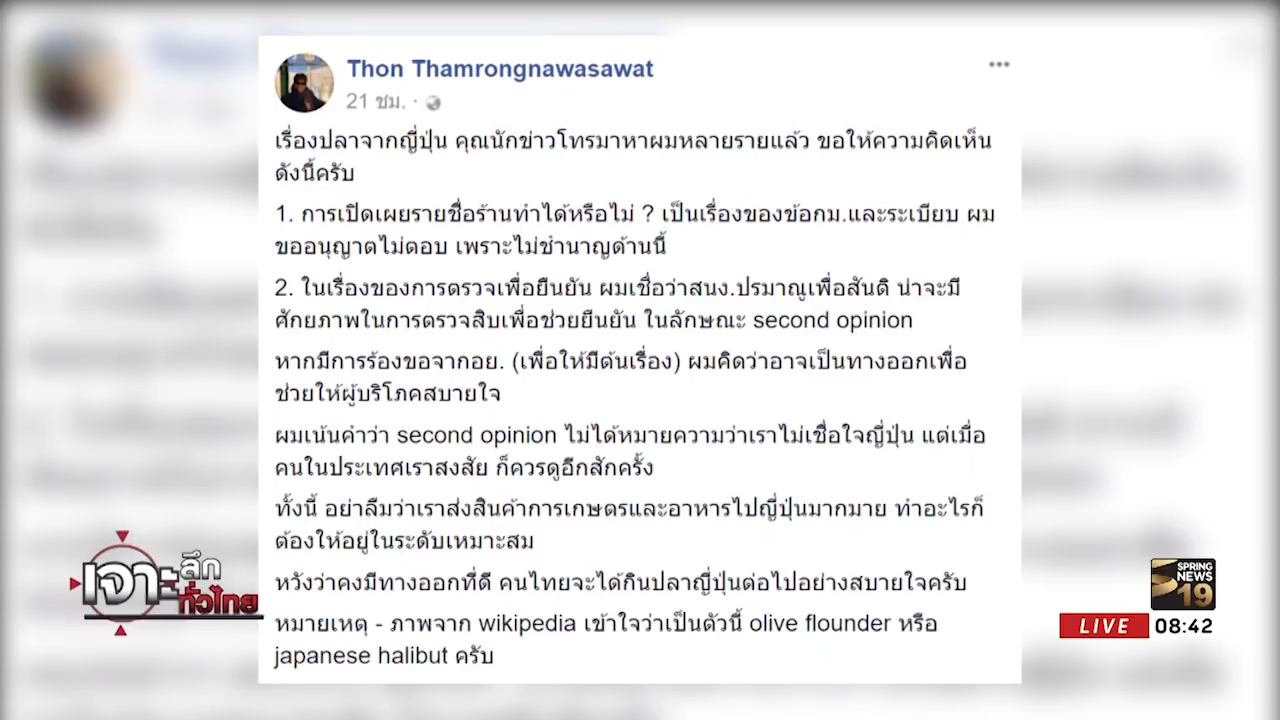 Thon Thamrongnawasawat
21 ชม.
เรื่องปลาจากญี่ปุ่น คุณนักข่าวโทรมาหาผมหลายรายแล้ว ขอให้ความคิดเห็น
ดังนี้ครับ
1. การเปิดเผยรายชื่อร้านทำได้หรือไม่ ? เป็นเรื่องของข้อกม.และระเบียบ ผม
ขออนุญาตไม่ตอบ เพราะไม่ชำนาญด้านนี้
2. ในเรื่องของการตรวจเพื่อยืนยัน ผมเชื่อว่าสนง.ปรมาณูเพื่อสันติ น่าจะมี
ศักยภาพในการตรวจสิบเพื่อช่วยยืนยัน ในลักษณะ second opinion
หากมีการร้องขอจากอย. (เพื่อให้มีต้นเรื่อง) ผมคิดว่าอาจเป็นทางออกเพื่อ
ช่วยให้ผู้บริโภคสบายใจ
ผมเน้นคำว่า second opinion ไม่ได้หมายความว่าเราไม่เชื่อใจญี่ปุ่น แต่เมื่อ
คนในประเทศเราสงสัย ก็ควรดูอีกสักครั้ง
ทั้งนี้ อย่าลืมว่าเราส่งสินค้าการเกษตรและอาหารไปญี่ปุ่นมากมาย ทำอะไรก็
ต้องให้อยู่ในระดับเหมาะสม
หวังว่าคงมีทางออกที่ดี คนไทยจะได้กินปลาญี่ปุ่นต่อไปอย่างสบายใจครับ
หมายเหตุ - ภาพจาก wikipedia เข้าใจว่าเป็นตัวนี้ olive flounder หรือ
japanese halibut ครับ
เจาะลึก
ทั่วไทย
SPRING
NEWS
19
LIVE 08:42